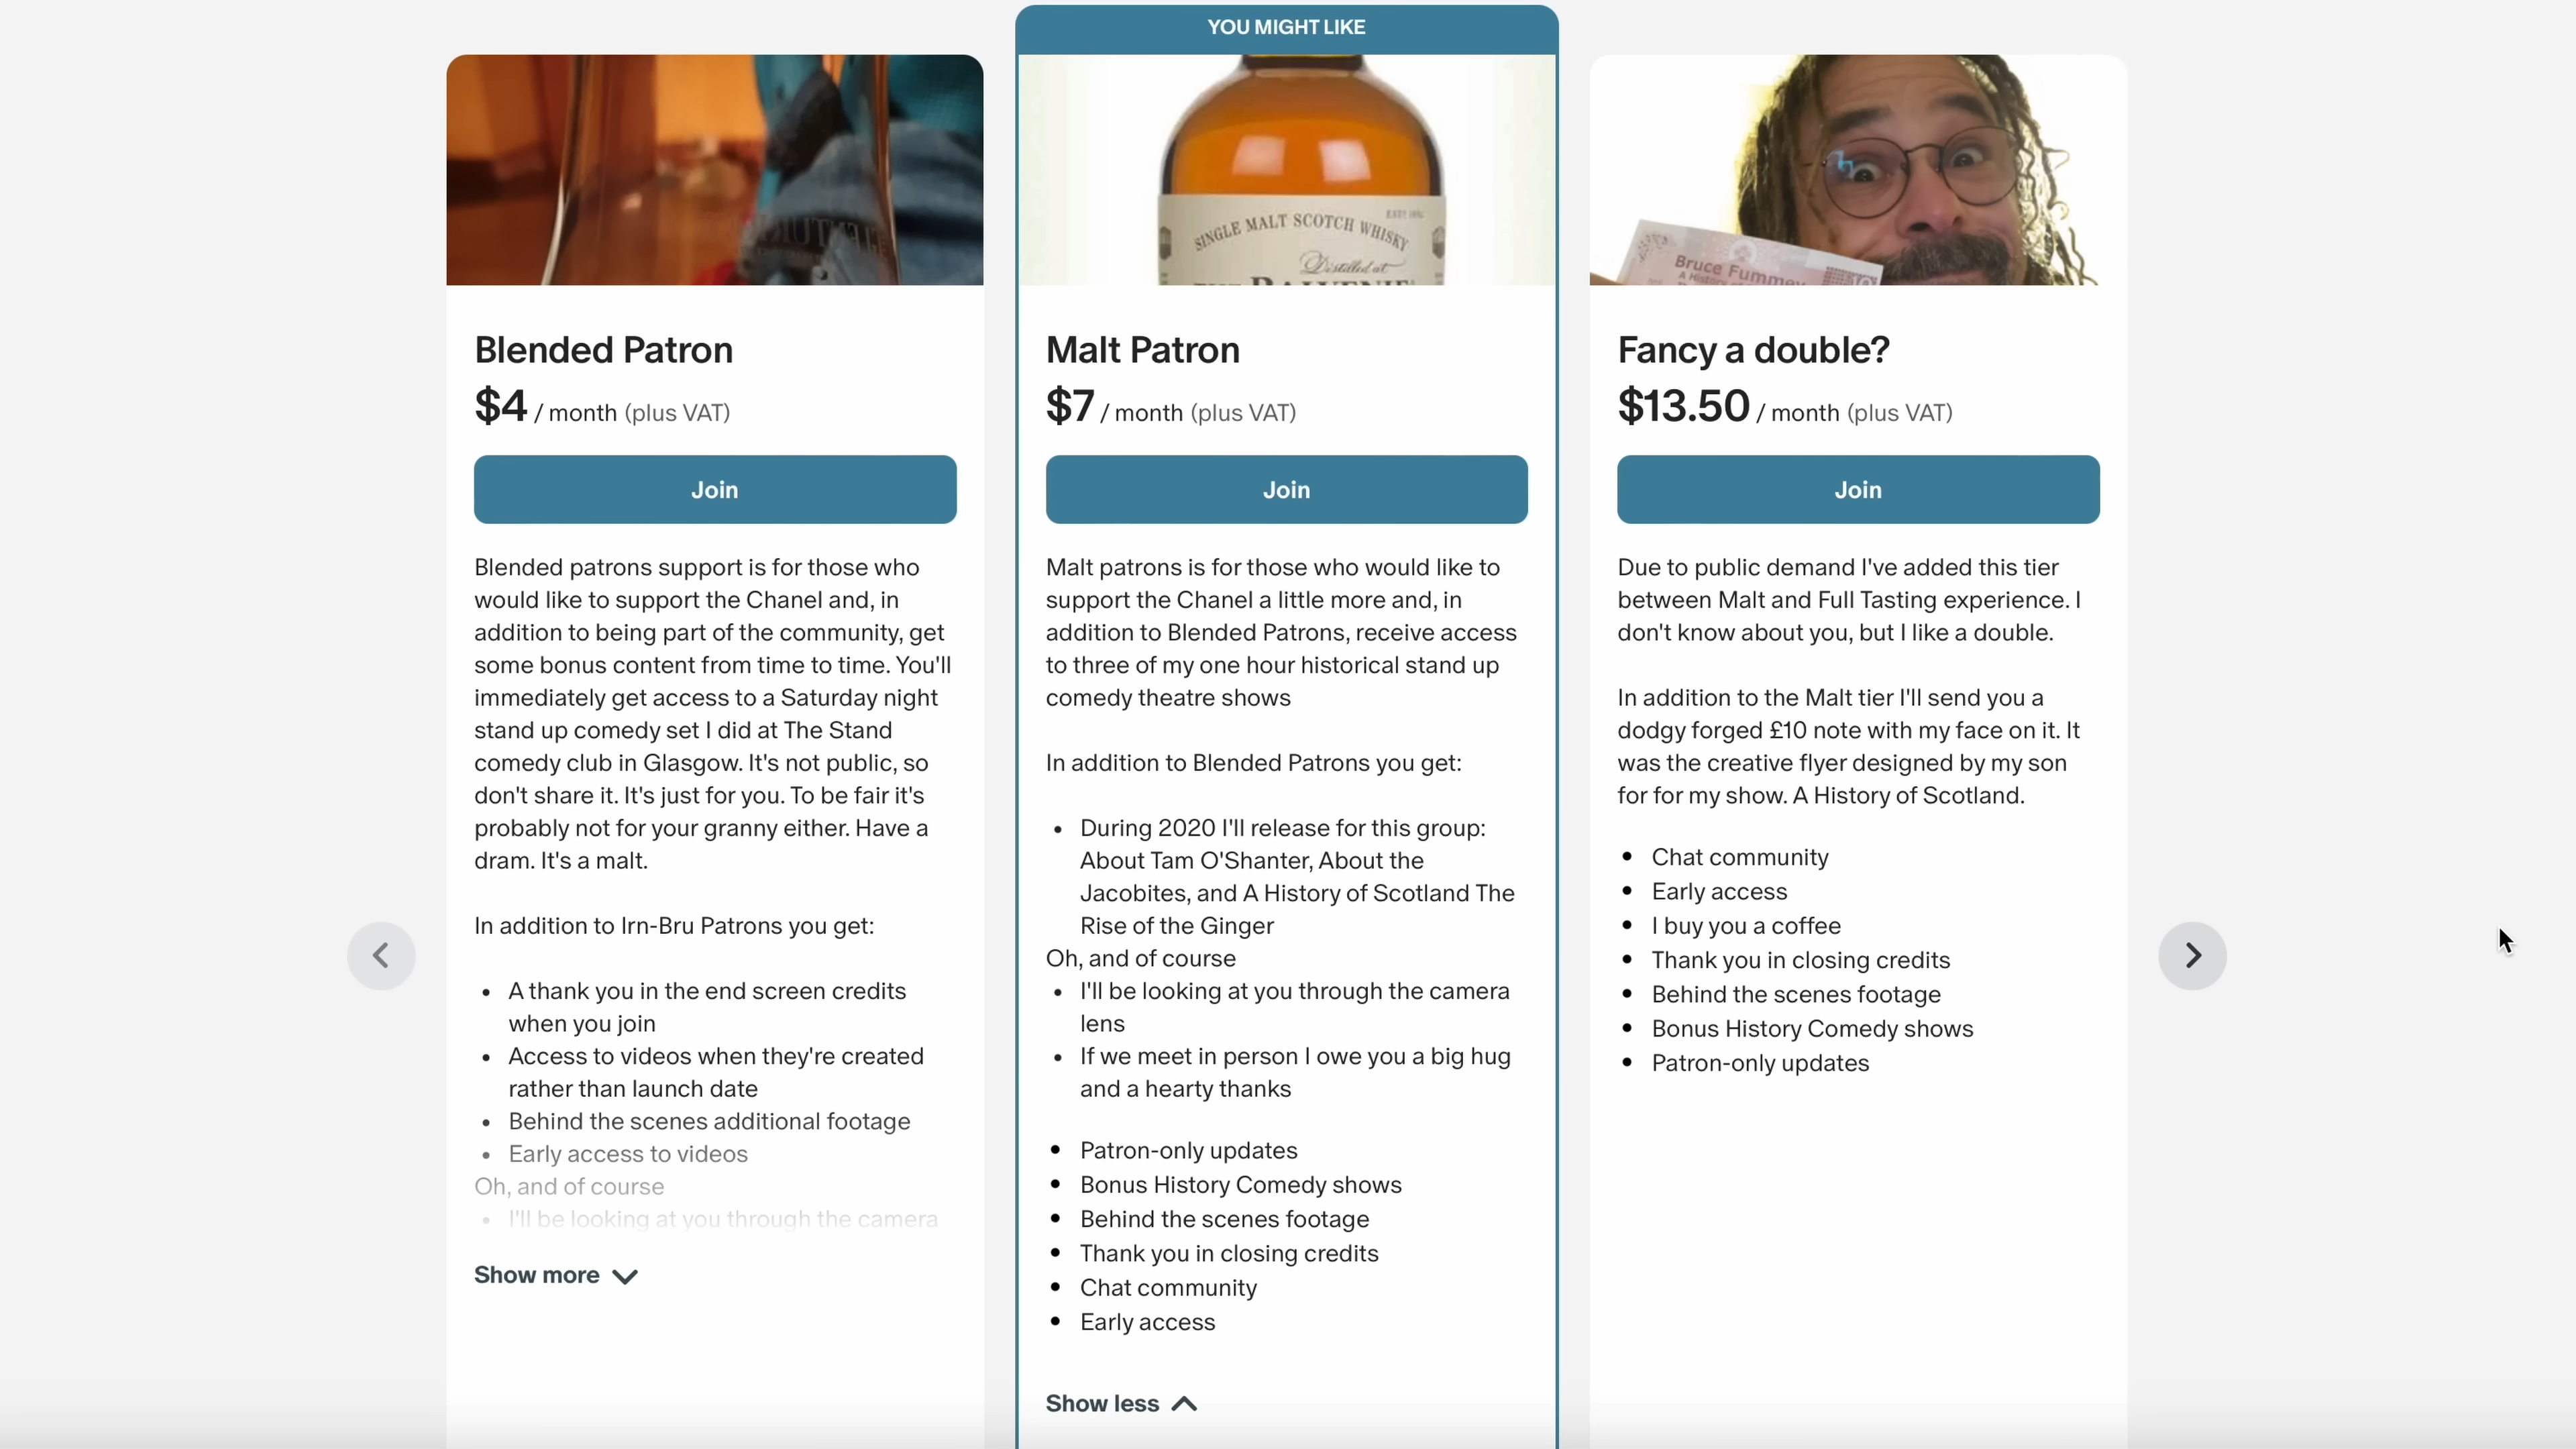 YOU MIGHT LIKE
SINGLE MALT SCOTCH WHISKY
Distilled at
Bruce Fummey
A History
Blended Patron
$4 / month (plus VAT)
Join
Blended patrons support is for those who
would like to support the Chanel and, in
addition to being part of the community, get
some bonus content from time to time. You'll
immediately get access to a Saturday night
stand up comedy set I did at The Stand
comedy club in Glasgow. It's not public, so
don't share it. It's just for you. To be fair it's
probably not for your granny either. Have a
dram. It's a malt.
In addition to Irn-Bru Patrons you get:
• A thank you in the end screen credits
when you join
• Access to videos when they're created
rather than launch date
• Behind the scenes additional footage
• Early access to videos
Oh, and of course
• I'll be looking at you through the camera
Show more
Malt Patron
$7 / month (plus VAT)
Join
Malt patrons is for those who would like to
support the Chanel a little more and, in
addition to Blended Patrons, receive access
to three of my one hour historical stand up
comedy theatre shows
In addition to Blended Patrons you get:
• During 2020 I'll release for this group:
About Tam O'Shanter, About the
Jacobites, and A History of Scotland The
Rise of the Ginger
Oh, and of course
• I'll be looking at you through the camera
lens
• If we meet in person I owe you a big hug
and a hearty thanks
• Patron-only updates
• Bonus History Comedy shows
• Behind the scenes footage
• Thank you in closing credits
• Chat community
• Early access
Show less
Fancy a double?
$13.50 / month (plus VAT)
Join
Due to public demand I've added this tier
between Malt and Full Tasting experience. I
don't know about you, but I like a double.
In addition to the Malt tier I'll send you a
dodgy forged £10 note with my face on it. It
was the creative flyer designed by my son
for for my show. A History of Scotland.
• Chat community
• Early access
• I buy you a coffee
• Thank you in closing credits
• Behind the scenes footage
• Bonus History Comedy shows
• Patron-only updates